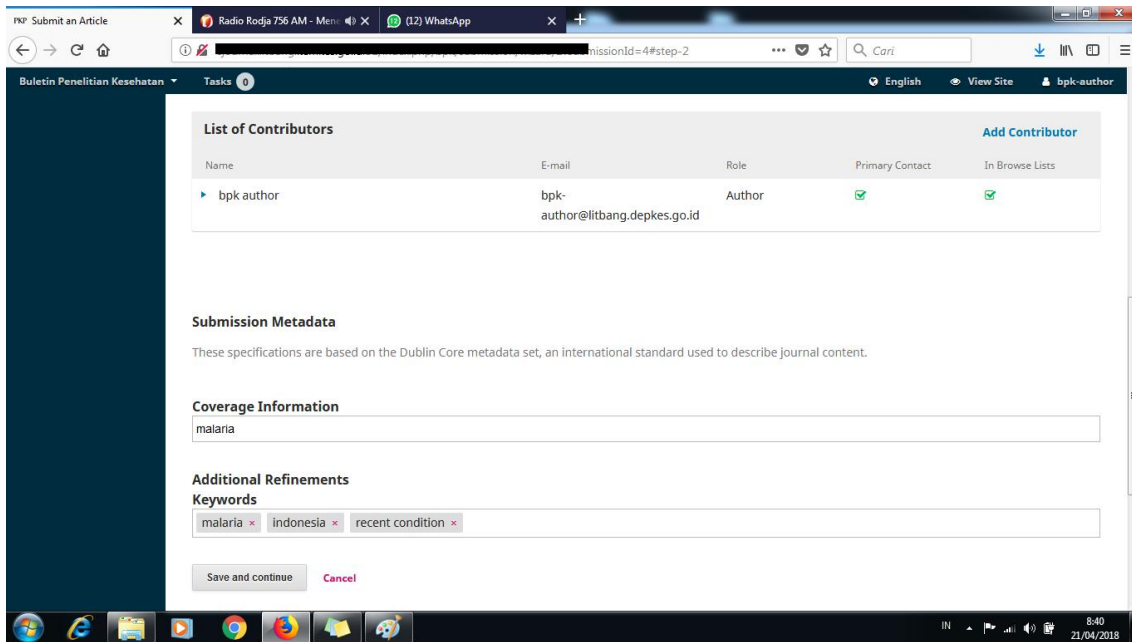 PKP Submit an Article
Radio Rodja 756 AM - Mene
(12) WhatsApp
missionId=4#step-2
Cari
Buletin Penelitian Kesehatan
Tasks 0
English
View Site
bpk-author
List of Contributors
Add Contributor
Name E-mail Role Primary Contact In Browse Lists
bpk author bpk- Author
author@litbang.depkes.go.id
Submission Metadata
These specifications are based on the Dublin Core metadata set, an international standard used to describe journal content.
Coverage Information
malaria
Additional Refinements
Keywords
malaria × indonesia × recent condition ×
Save and continue Cancel
IN
8:40
21/04/2018